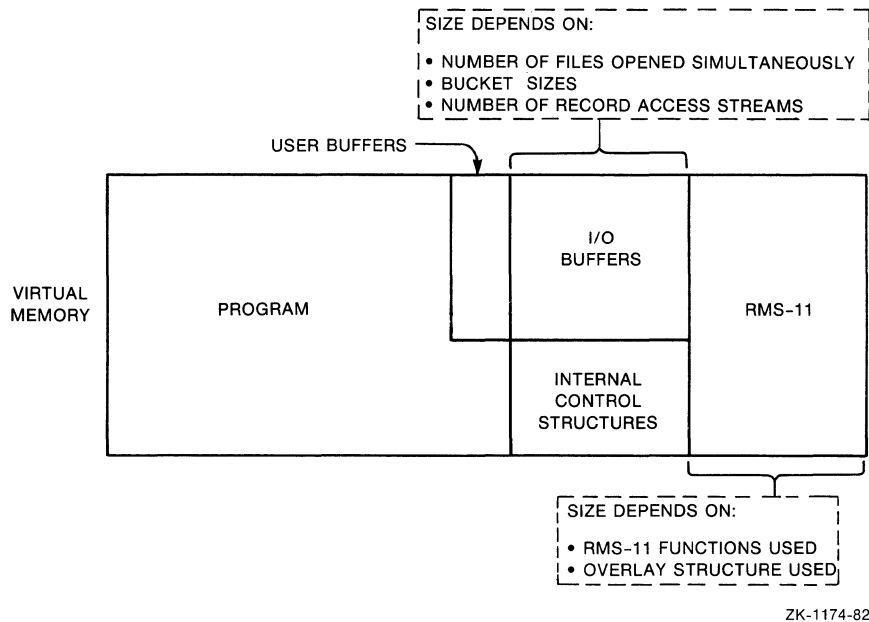 SIZE DEPENDS ON:
• NUMBER OF FILES OPENED SIMULTANEOUSLY
• BUCKET SIZES
• NUMBER OF RECORD ACCESS STREAMS
USER BUFFERS
I/O
BUFFERS
VIRTUAL
MEMORY
PROGRAM
RMS-11
INTERNAL
CONTROL
STRUCTURES
SIZE DEPENDS ON:
• RMS-11 FUNCTIONS USED
• OVERLAY STRUCTURE USED
ZK-1174-82